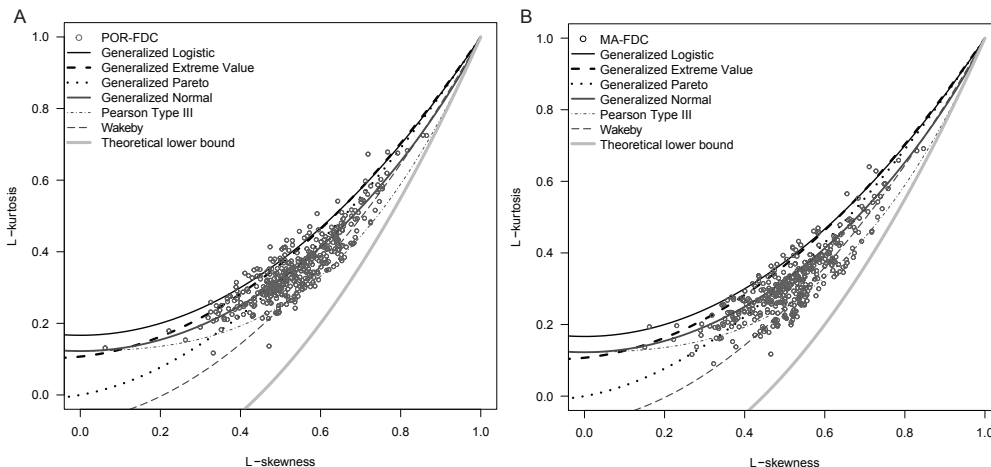 A
POR-FDC
Generalized Logistic
Generalized Extreme Value
Generalized Pareto
Generalized Normal
Pearson Type III
Wakeby
Theoretical lower bound
1.0
0.8
0.6
0.4
0.2
0.0
L-kurtosis
0.0 0.2 0.4 0.6 0.8 1.0
L-skewness
B
MA-FDC
Generalized Logistic
Generalized Extreme Value
Generalized Pareto
Generalized Normal
Pearson Type III
Wakeby
Theoretical lower bound
1.0
0.8
0.6
0.4
0.2
0.0
L-kurtosis
0.0 0.2 0.4 0.6 0.8 1.0
L-skewness